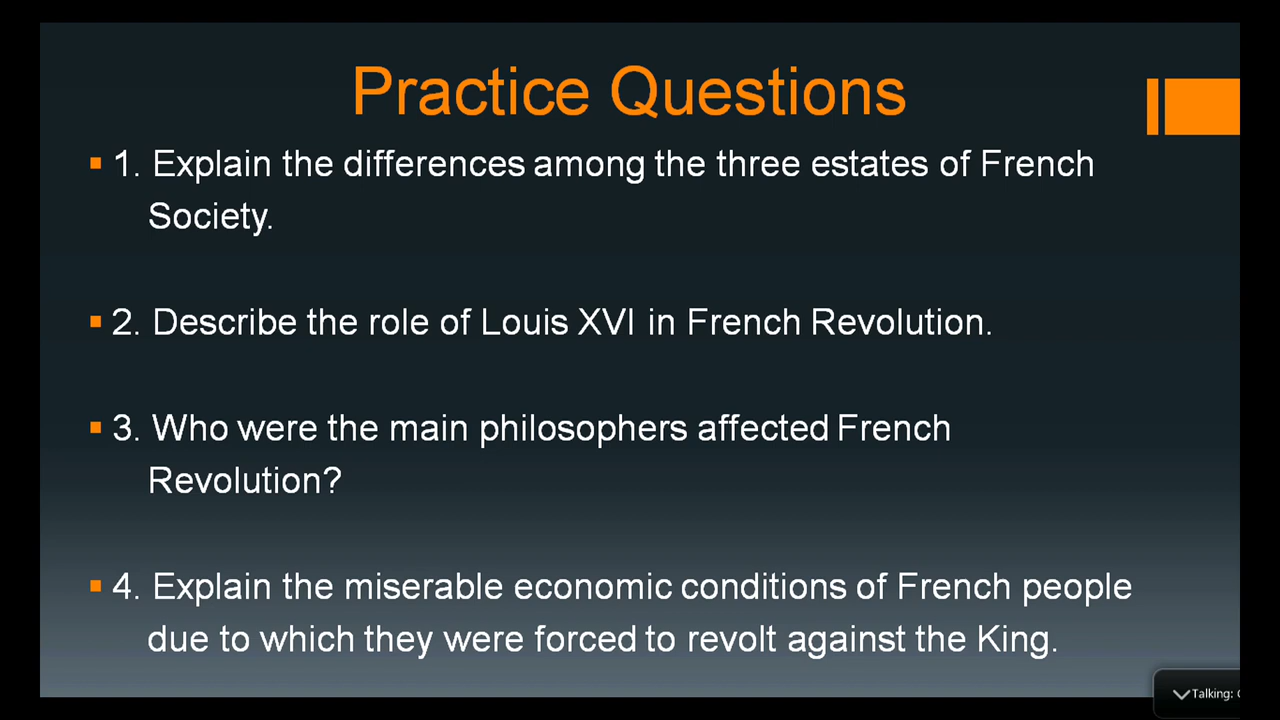 Practice Questions
1. Explain the differences among the three estates of French
Society.
2. Describe the role of Louis XVI in French Revolution.
3. Who were the main philosophers affected French
Revolution?
4. Explain the miserable economic conditions of French people
due to which they were forced to revolt against the King.
Talking: